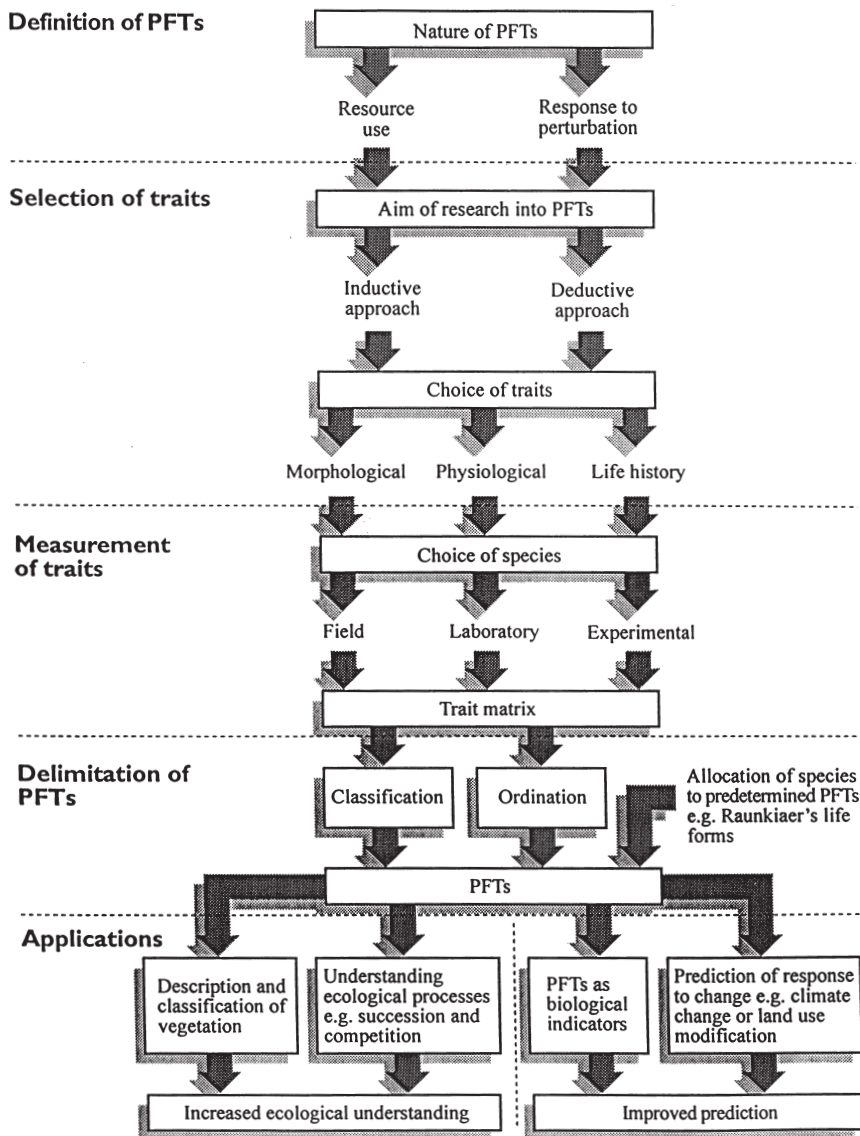 Definition of PFTs
Nature of PFTs
Resource
use
Response to
perturbation
Selection of traits
Aim of research into PFTs
Inductive
approach
Deductive
approach
Choice of traits
Morphological
Physiological
Life history
Measurement
of traits
Choice of species
Field
Laboratory
Experimental
Trait matrix
Delimitation of
PFTs
Classification
Ordination
Allocation of species
to predetermined PFTs
e.g. Raunkiaer's life
forms
PFTs
Applications
Description and
classification of
vegetation
Understanding
ecological processes
e.g. succession and
competition
PFTs as
biological
indicators
Prediction of response
to change e.g. climate
change or land use
modification
Increased ecological understanding
Improved prediction